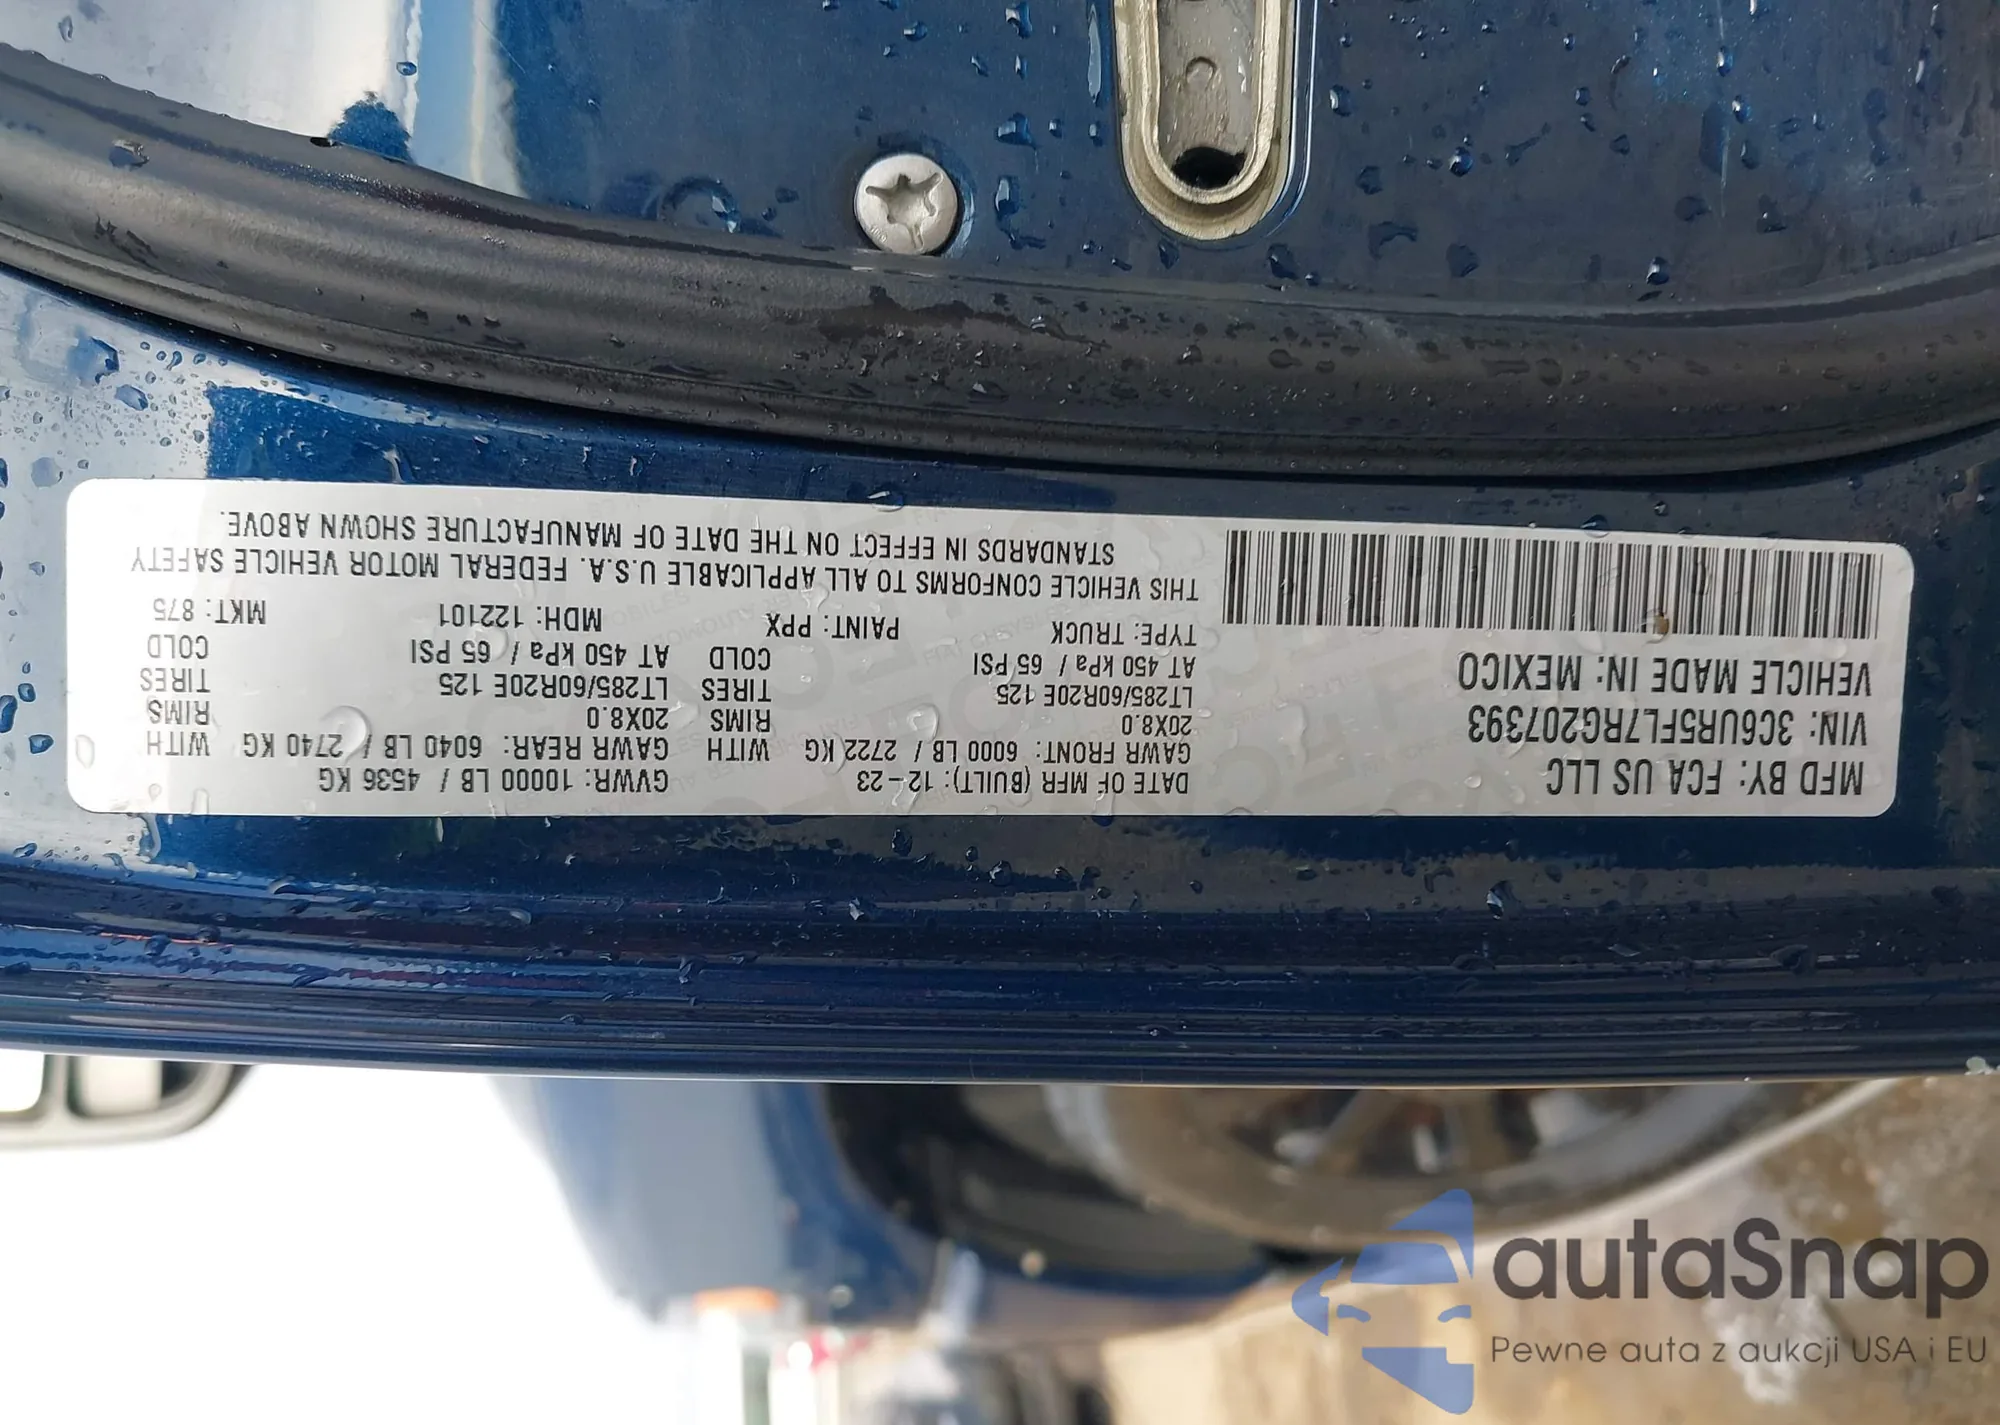 MFD BY: FCA US LLC
DATE OF MFR (BUILT): 12-23
GVWR: 10000 LB / 4536 KG
VIN: 3C6UR5FL7RG207393
GAWR FRONT: 6000 LB / 2722 KG WITH
GAWR REAR: 6040 LB / 2740 KG WITH
20X8.0 RIMS
20X8.0 RIMS
VEHICLE MADE IN: MEXICO
LT285/60R20E 125 TIRES
LT285/60R20E 125 TIRES
AT 450 kPa / 65 PSI COLD
AT 450 kPa / 65 PSI COLD
TYPE: TRUCK PAINT: PPX MDH: 122101 MKT: 875
THIS VEHICLE CONFORMS TO ALL APPLICABLE U.S.A. FEDERAL MOTOR VEHICLE SAFETY
STANDARDS IN EFFECT ON THE DATE OF MANUFACTURE SHOWN ABOVE.
autaSnap
Pewne auta z aukcji USA i EU